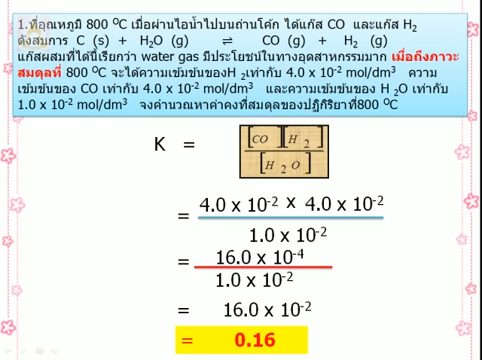 1.ที่อุณหภูมิ 800 ⁰C เมื่อผ่านไอน้ำไปบนถ่านโค้ก ได้แก๊ส CO และแก๊ส H₂
ดังสมการ C (s) + H₂O (g) ⇌ CO (g) + H₂ (g)
แก๊สผสมที่ได้นี้เรียกว่า water gas มีประโยชน์ในทางอุตสาหกรรมมาก เมื่อถึงภาวะ
สมดุลที่ 800 ⁰C จะได้ความเข้มข้นของH ₂เท่ากับ 4.0 x 10⁻² mol/dm³ ความ
เข้มข้นของ CO เท่ากับ 4.0 x 10⁻² mol/dm³ และความเข้มข้นของ H ₂O เท่ากับ
1.0 x 10⁻² mol/dm³ จงคำนวณหาค่าคงที่สมดุลของปฏิกิริยาที่800 ⁰C
K = [CO][H ₂]
[H ₂ O]
= 4.0 x 10⁻² x 4.0 x 10⁻²
1.0 x 10⁻²
= 16.0 x 10⁻⁴
1.0 x 10⁻²
= 16.0 x 10⁻²
= 0.16